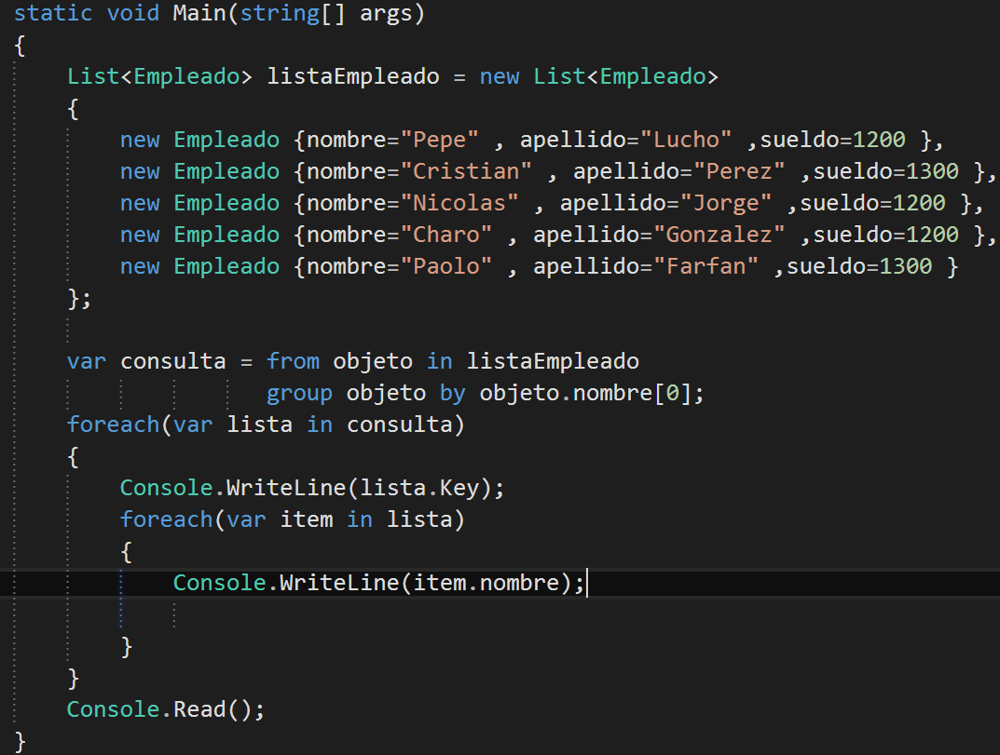 static void Main(string[] args)
{
List<Empleado> listaEmpleado = new List<Empleado>
{
new Empleado {nombre="Pepe" , apellido="Lucho" ,sueldo=1200 },
new Empleado {nombre="Cristian" , apellido="Perez" ,sueldo=1300 },
new Empleado {nombre="Nicolas" , apellido="Jorge" ,sueldo=1200 },
new Empleado {nombre="Charo" , apellido="Gonzalez" ,sueldo=1200 },
new Empleado {nombre="Paolo" , apellido="Farfan" ,sueldo=1300 }
};
var consulta = from objeto in listaEmpleado
group objeto by objeto.nombre[0];
foreach(var lista in consulta)
{
Console.WriteLine(lista.Key);
foreach(var item in lista)
{
Console.WriteLine(item.nombre);
}
}
Console.Read();
}